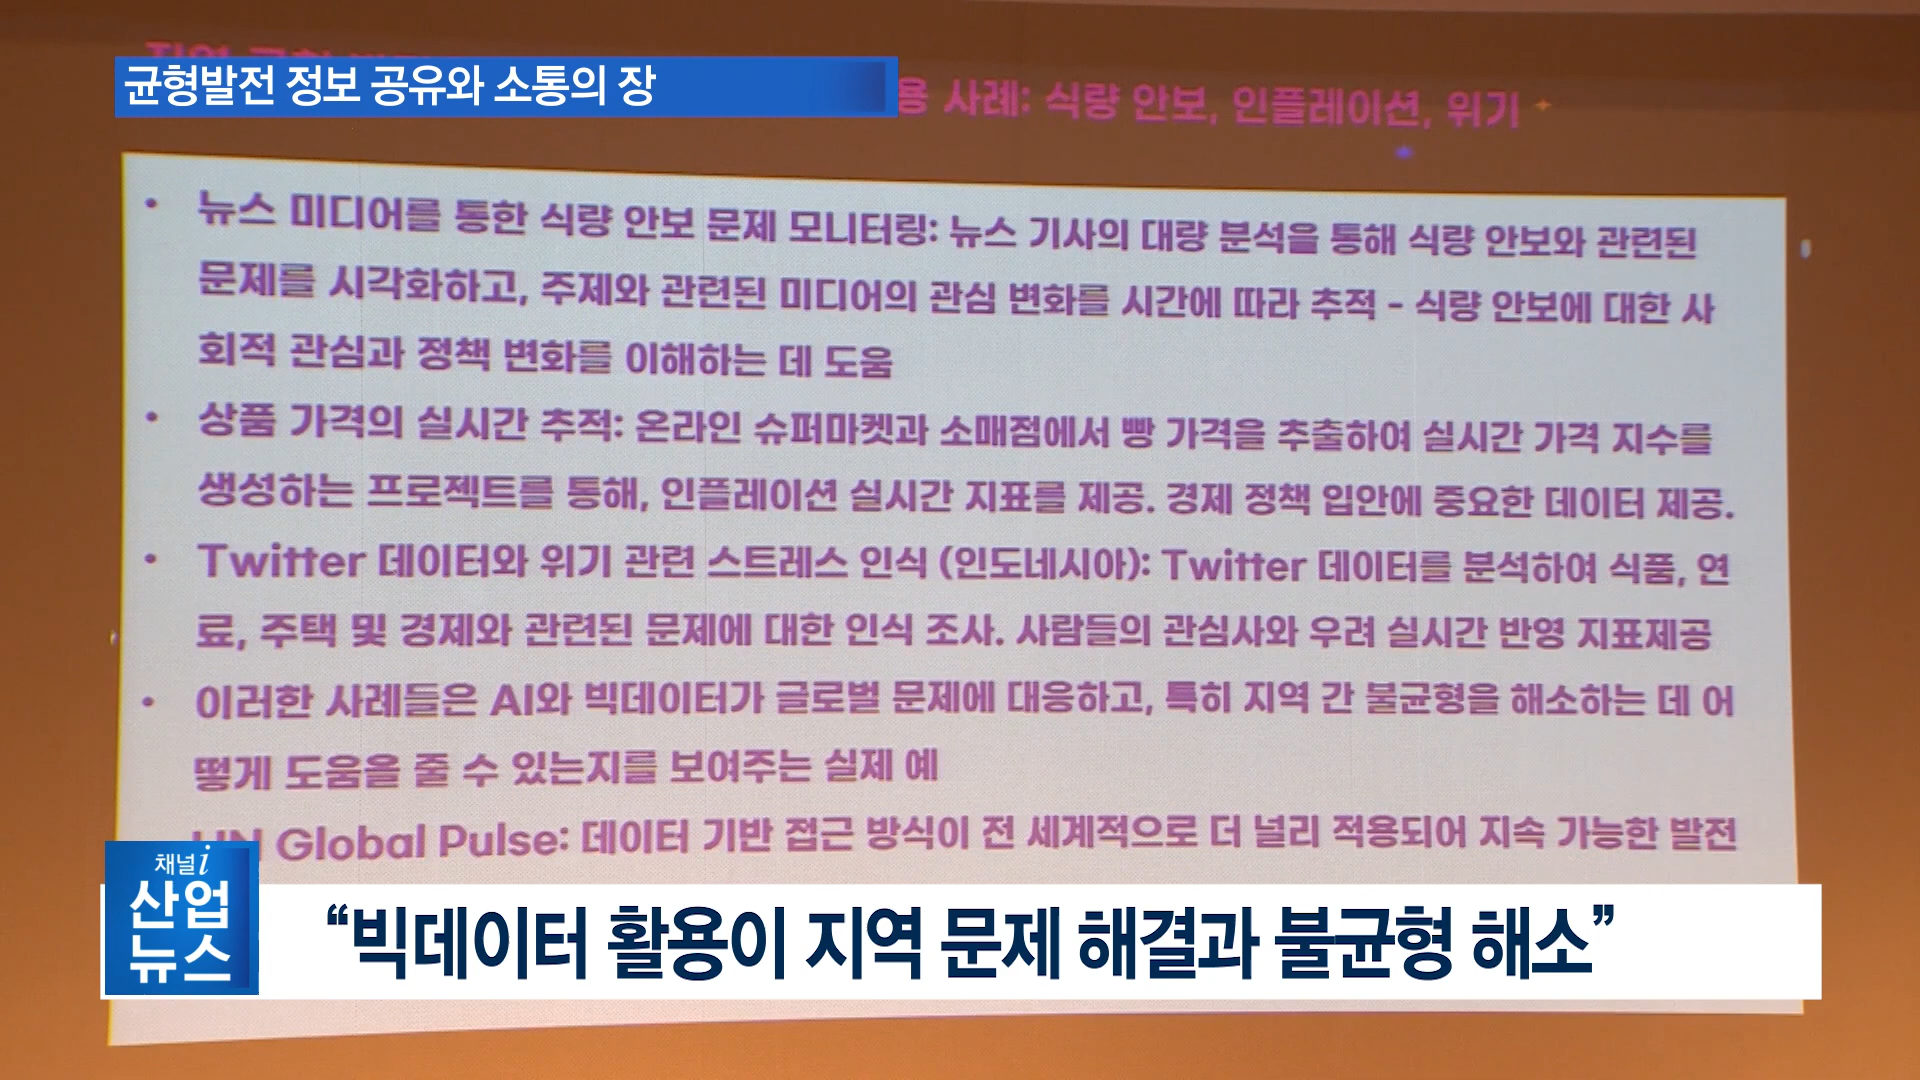 균형발전 정보 공유와 소통의 장
사례: 식량 안보, 인플레이션, 위기
• 뉴스 미디어를 통한 식량 안보 문제 모니터링: 뉴스 기사의 대량 분석을 통해 식량 안보와 관련된
문제를 시각화하고, 주제와 관련된 미디어의 관심 변화를 시간에 따라 추적 - 식량 안보에 대한 사
회적 관심과 정책 변화를 이해하는 데 도움
• 상품 가격의 실시간 추적: 온라인 슈퍼마켓과 소매점에서 빵 가격을 추출하여 실시간 가격 지수를
생성하는 프로젝트를 통해, 인플레이션 실시간 지표를 제공. 경제 정책 입안에 중요한 데이터 제공.
• Twitter 데이터와 위기 관련 스트레스 인식 (인도네시아): Twitter 데이터를 분석하여 식품, 연
료, 주택 및 경제와 관련된 문제에 대한 인식 조사. 사람들의 관심사와 우려 실시간 반영 지표제공
• 이러한 사례들은 AI와 빅데이터가 글로벌 문제에 대응하고, 특히 지역 간 불균형을 해소하는 데 어
떻게 도움을 줄 수 있는지를 보여주는 실제 예
UN Global Pulse: 데이터 기반 접근 방식이 전 세계적으로 더 널리 적용되어 지속 가능한 발전
채널i
산업
뉴스
“빅데이터 활용이 지역 문제 해결과 불균형 해소”